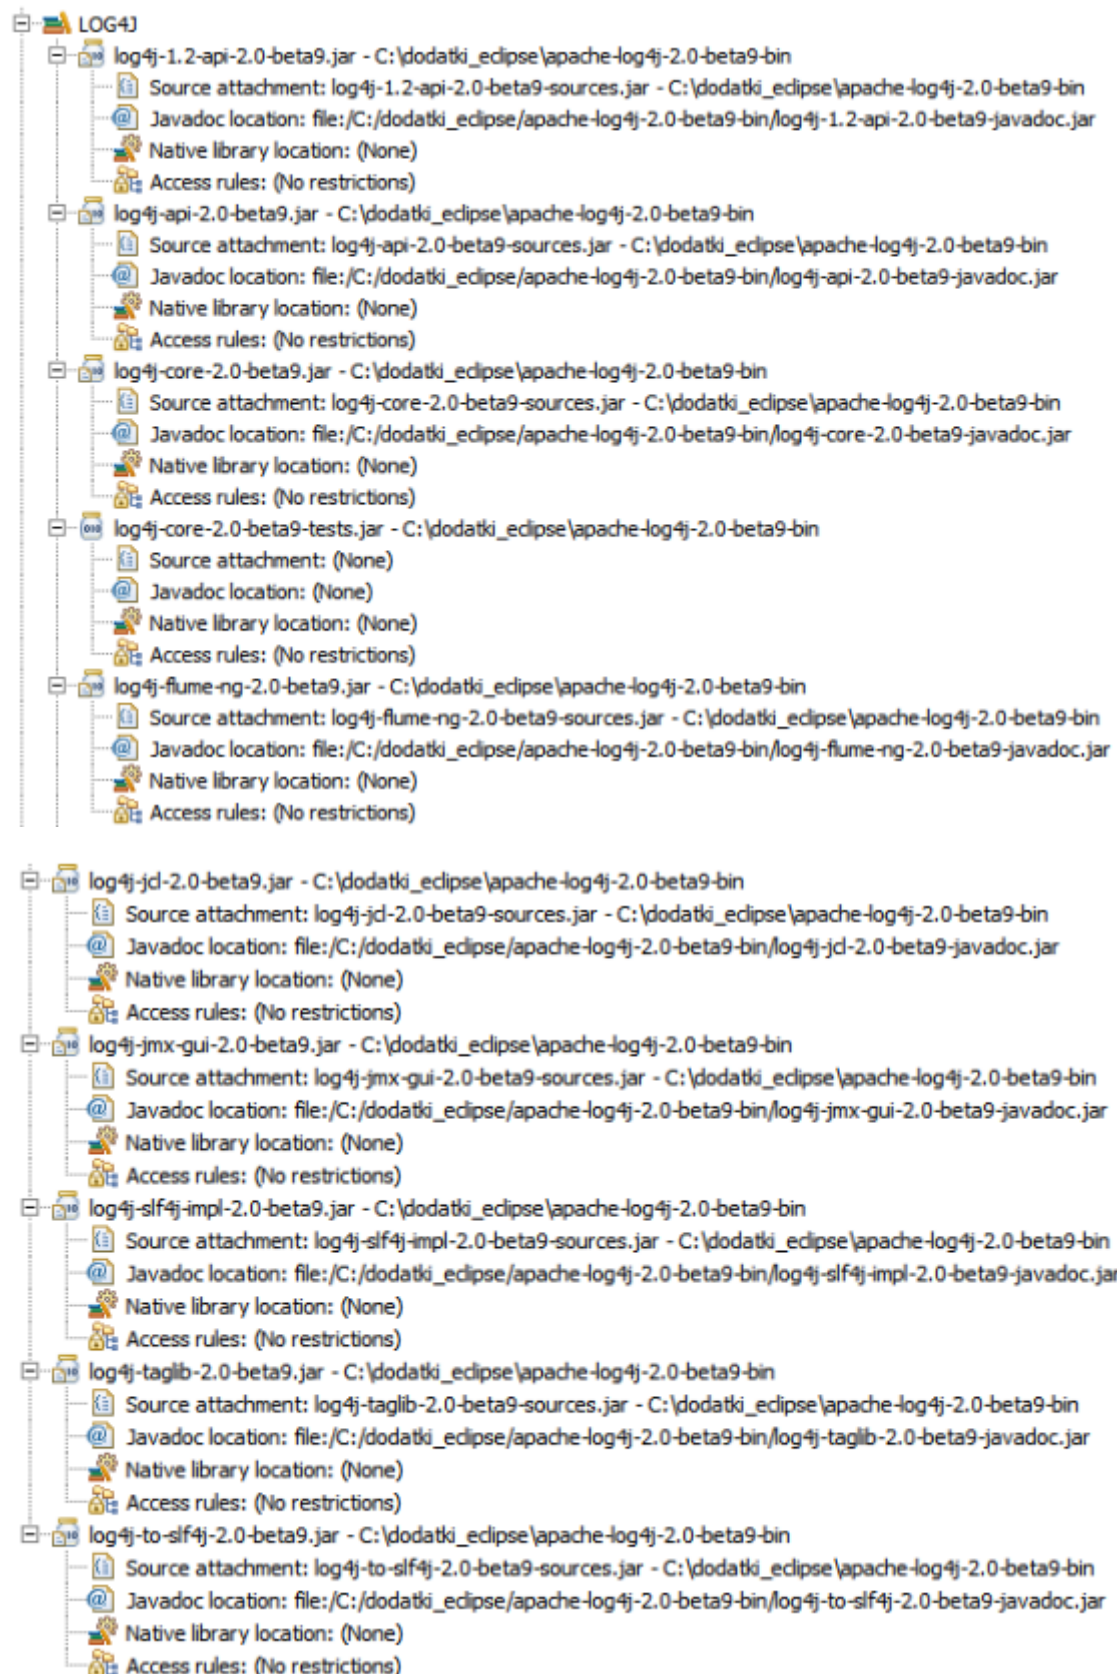 LOG4J
log4j-1.2-api-2.0-beta9.jar - C:\dodatki_eclipse\apache-log4j-2.0-beta9-bin
Source attachment: log4j-1.2-api-2.0-beta9-sources.jar - C:\dodatki_eclipse\apache-log4j-2.0-beta9-bin
Javadoc location: file:/C:/dodatki_eclipse/apache-log4j-2.0-beta9-bin/log4j-1.2-api-2.0-beta9-javadoc.jar
Native library location: (None)
Access rules: (No restrictions)
log4j-api-2.0-beta9.jar - C:\dodatki_eclipse\apache-log4j-2.0-beta9-bin
Source attachment: log4j-api-2.0-beta9-sources.jar - C:\dodatki_eclipse\apache-log4j-2.0-beta9-bin
Javadoc location: file:/C:/dodatki_eclipse/apache-log4j-2.0-beta9-bin/log4j-api-2.0-beta9-javadoc.jar
Native library location: (None)
Access rules: (No restrictions)
log4j-core-2.0-beta9.jar - C:\dodatki_eclipse\apache-log4j-2.0-beta9-bin
Source attachment: log4j-core-2.0-beta9-sources.jar - C:\dodatki_eclipse\apache-log4j-2.0-beta9-bin
Javadoc location: file:/C:/dodatki_eclipse/apache-log4j-2.0-beta9-bin/log4j-core-2.0-beta9-javadoc.jar
Native library location: (None)
Access rules: (No restrictions)
log4j-core-2.0-beta9-tests.jar - C:\dodatki_eclipse\apache-log4j-2.0-beta9-bin
Source attachment: (None)
Javadoc location: (None)
Native library location: (None)
Access rules: (No restrictions)
log4j-flume-ng-2.0-beta9.jar - C:\dodatki_eclipse\apache-log4j-2.0-beta9-bin
Source attachment: log4j-flume-ng-2.0-beta9-sources.jar - C:\dodatki_eclipse\apache-log4j-2.0-beta9-bin
Javadoc location: file:/C:/dodatki_eclipse/apache-log4j-2.0-beta9-bin/log4j-flume-ng-2.0-beta9-javadoc.jar
Native library location: (None)
Access rules: (No restrictions)
log4j-jcl-2.0-beta9.jar - C:\dodatki_eclipse\apache-log4j-2.0-beta9-bin
Source attachment: log4j-jcl-2.0-beta9-sources.jar - C:\dodatki_eclipse\apache-log4j-2.0-beta9-bin
Javadoc location: file:/C:/dodatki_eclipse/apache-log4j-2.0-beta9-bin/log4j-jcl-2.0-beta9-javadoc.jar
Native library location: (None)
Access rules: (No restrictions)
log4j-jmx-gui-2.0-beta9.jar - C:\dodatki_eclipse\apache-log4j-2.0-beta9-bin
Source attachment: log4j-jmx-gui-2.0-beta9-sources.jar - C:\dodatki_eclipse\apache-log4j-2.0-beta9-bin
Javadoc location: file:/C:/dodatki_eclipse/apache-log4j-2.0-beta9-bin/log4j-jmx-gui-2.0-beta9-javadoc.jar
Native library location: (None)
Access rules: (No restrictions)
log4j-slf4j-impl-2.0-beta9.jar - C:\dodatki_eclipse\apache-log4j-2.0-beta9-bin
Source attachment: log4j-slf4j-impl-2.0-beta9-sources.jar - C:\dodatki_eclipse\apache-log4j-2.0-beta9-bin
Javadoc location: file:/C:/dodatki_eclipse/apache-log4j-2.0-beta9-bin/log4j-slf4j-impl-2.0-beta9-javadoc.jar
Native library location: (None)
Access rules: (No restrictions)
log4j-taglib-2.0-beta9.jar - C:\dodatki_eclipse\apache-log4j-2.0-beta9-bin
Source attachment: log4j-taglib-2.0-beta9-sources.jar - C:\dodatki_eclipse\apache-log4j-2.0-beta9-bin
Javadoc location: file:/C:/dodatki_eclipse/apache-log4j-2.0-beta9-bin/log4j-taglib-2.0-beta9-javadoc.jar
Native library location: (None)
Access rules: (No restrictions)
log4j-to-slf4j-2.0-beta9.jar - C:\dodatki_eclipse\apache-log4j-2.0-beta9-bin
Source attachment: log4j-to-slf4j-2.0-beta9-sources.jar - C:\dodatki_eclipse\apache-log4j-2.0-beta9-bin
Javadoc location: file:/C:/dodatki_eclipse/apache-log4j-2.0-beta9-bin/log4j-to-slf4j-2.0-beta9-javadoc.jar
Native library location: (None)
Access rules: (No restrictions)